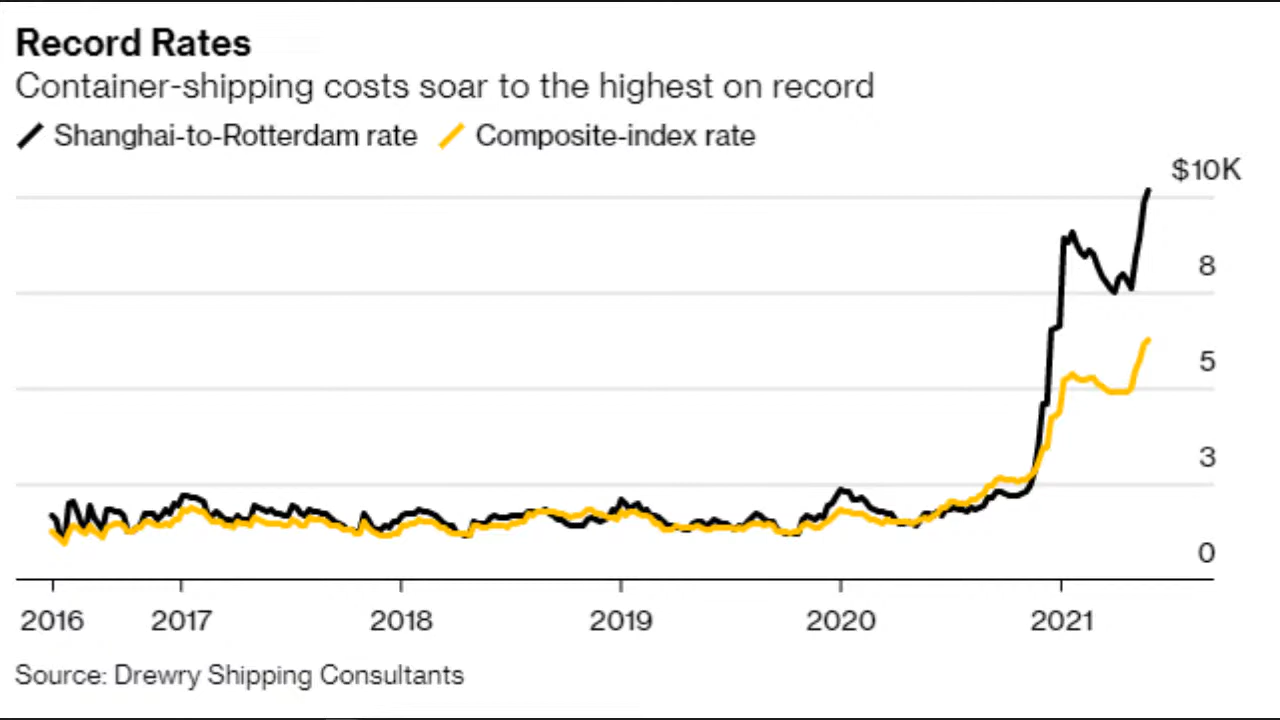 Record Rates
Container-shipping costs soar to the highest on record
Shanghai-to-Rotterdam rate Composite-index rate
$10K
8
5
3
0
2016 2017 2018 2019 2020 2021
Source: Drewry Shipping Consultants